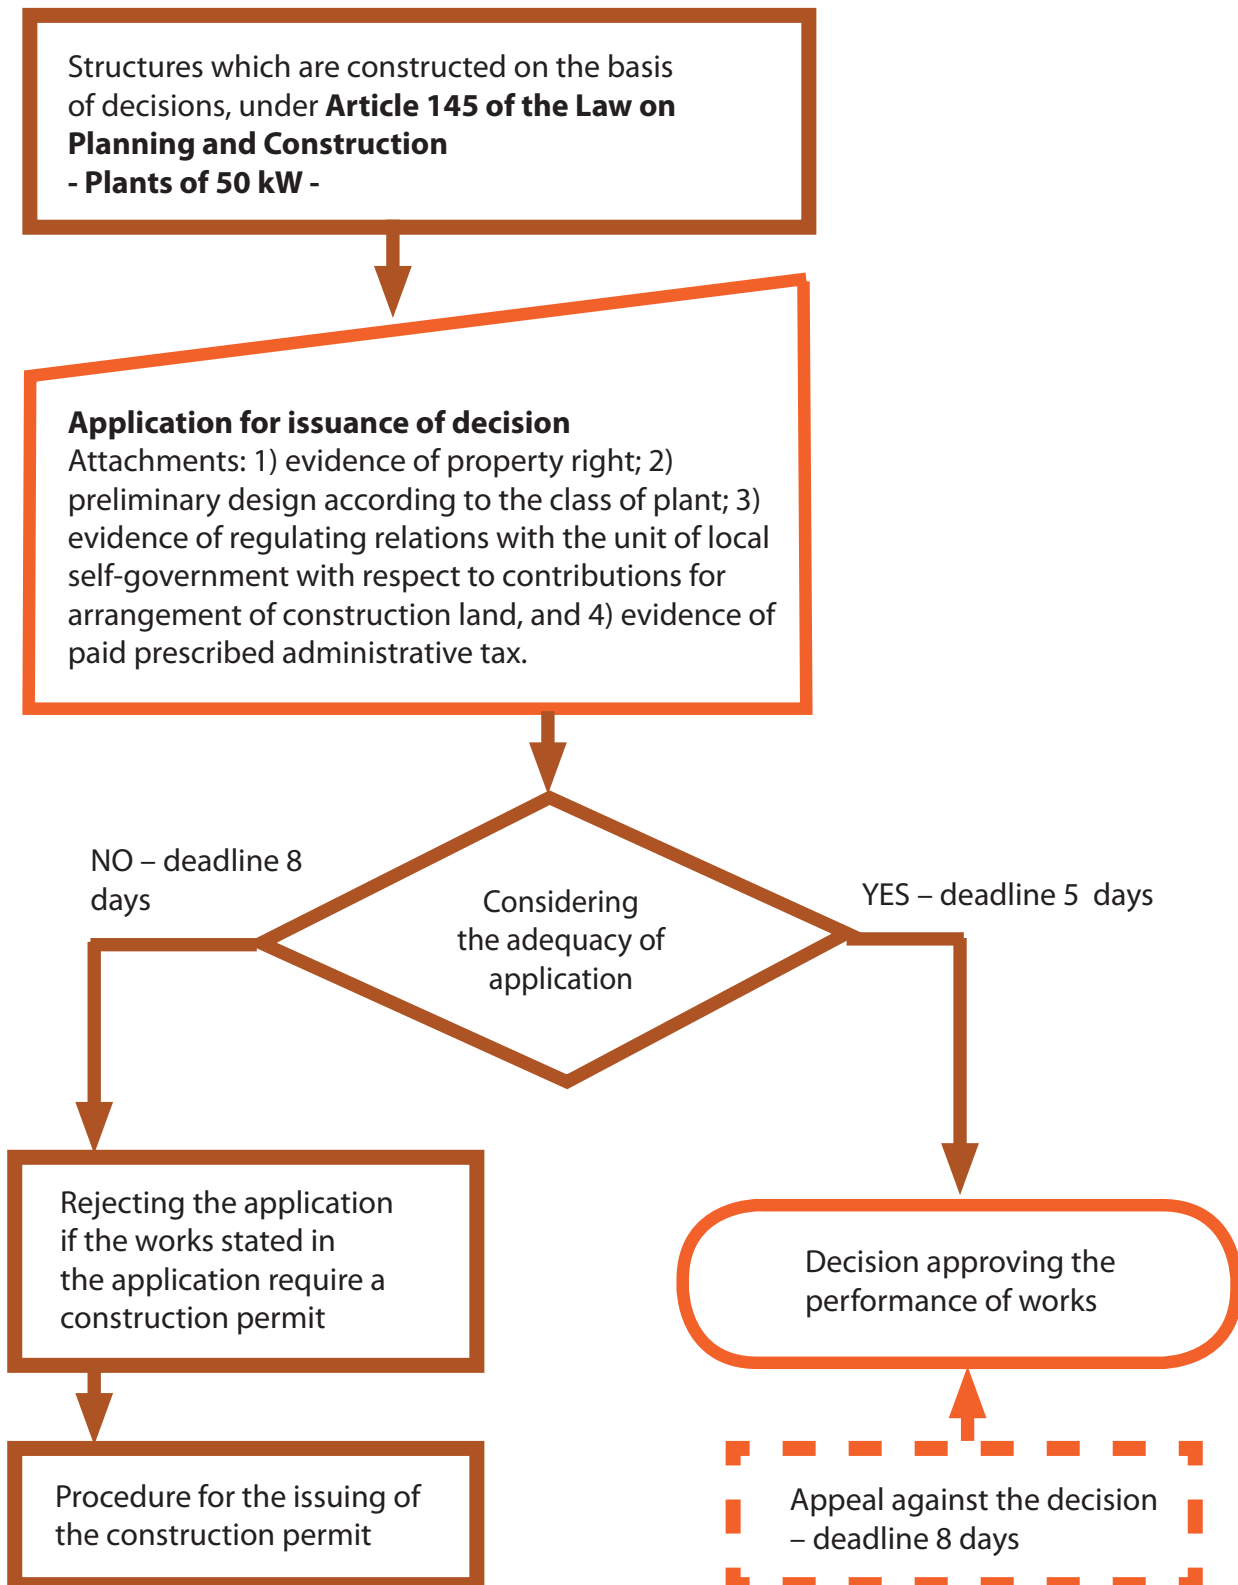 Structures which are constructed on the basis
of decisions, under Article 145 of the Law on
Planning and Construction
- Plants of 50 kW -
Application for issuance of decision
Attachments: 1) evidence of property right; 2)
preliminary design according to the class of plant; 3)
evidence of regulating relations with the unit of local
self-government with respect to contributions for
arrangement of construction land, and 4) evidence of
paid prescribed administrative tax.
NO – deadline 8
days
Considering
the adequacy of
application
YES – deadline 5 days
Rejecting the application
if the works stated in
the application require a
construction permit
Decision approving the
performance of works
Procedure for the issuing of
the construction permit
Appeal against the decision
– deadline 8 days